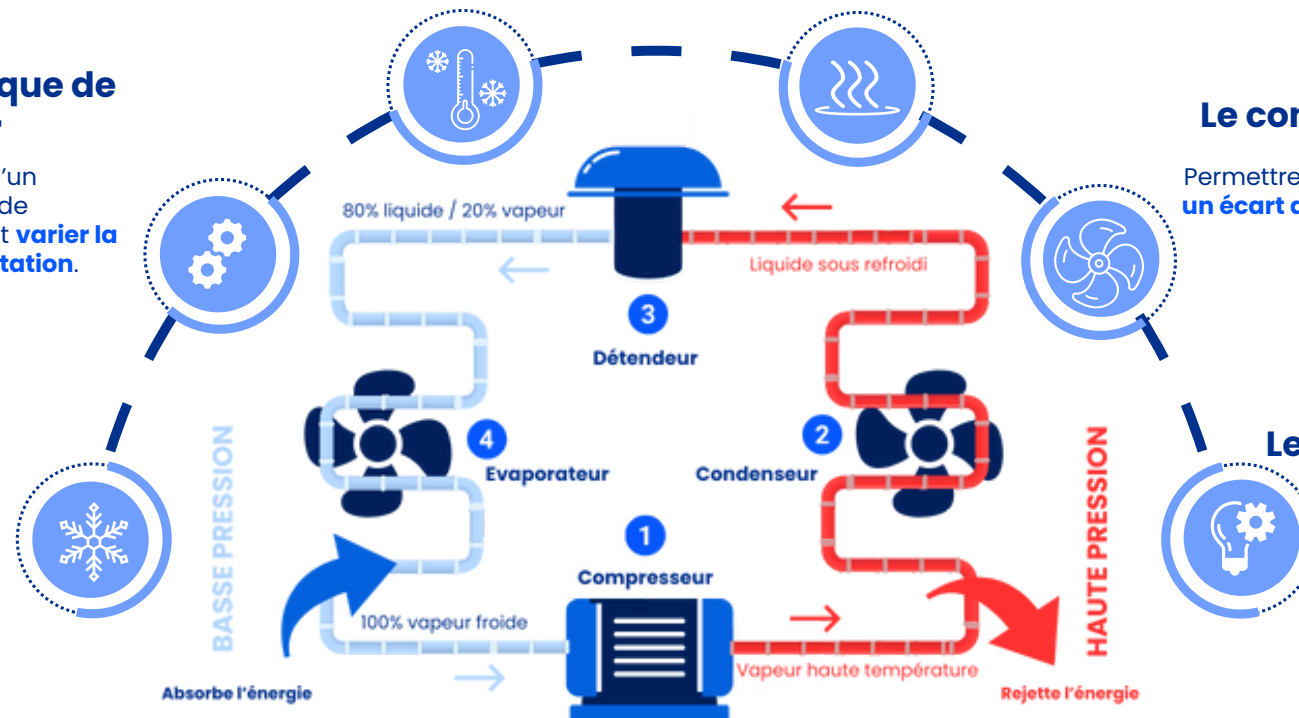 que de
'un
de
t varier la
tation.
Le con
Permettre
un écart d
80% liquide / 20% vapeur
Liquide sous refroidi
3
Détendeur
4
Evaporateur
2
Condenseur
BASSE PRESSION
HAUTE PRESSION
Le
1
Compresseur
100% vapeur froide
Vapeur haute température
Absorbe l'énergie
Rejette l'énergie